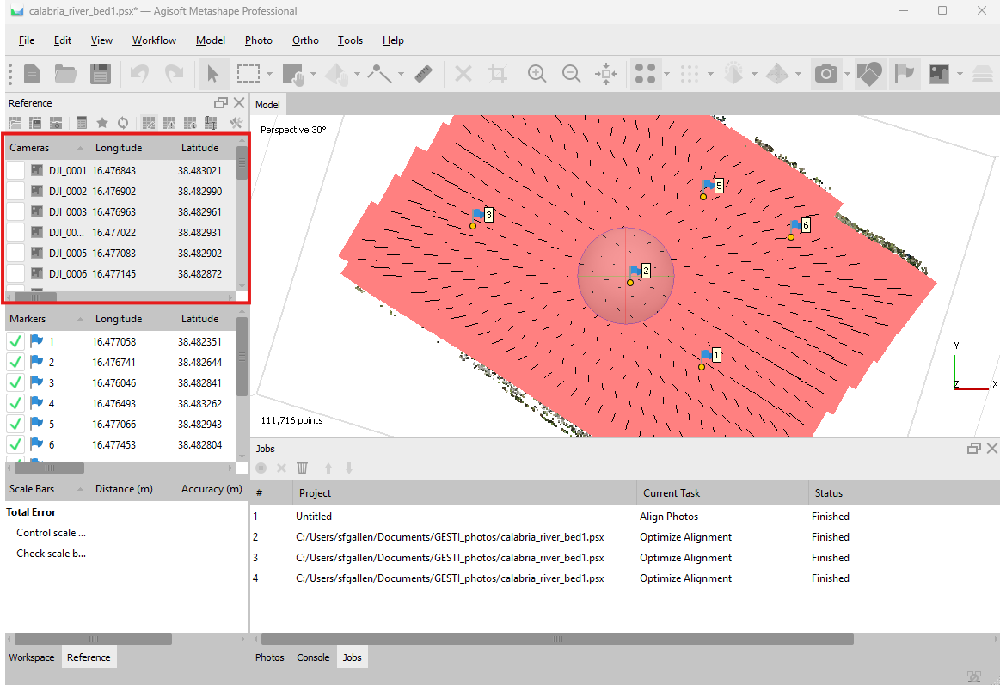 calabria_river_bed1.psx* — Agisoft Metashape Professional
File Edit View Workflow Model Photo Ortho Tools Help
Reference
Cameras Longitude Latitude
DJI_0001 16.476843 38.483021
DJI_0002 16.476902 38.482990
DJI_0003 16.476963 38.482961
DJI_00... 16.477022 38.482931
DJI_0005 16.477083 38.482902
DJI_0006 16.477145 38.482872
Markers Longitude Latitude
1 16.477058 38.482351
2 16.476741 38.482644
3 16.476046 38.482841
4 16.476493 38.483262
5 16.477066 38.482943
6 16.477453 38.482804
Scale Bars Distance (m) Accuracy (m)
Total Error
Control scale ...
Check scale b...
Workspace Reference
Model
Perspective 30°
5
3
6
2
1
Y
Z X
111,716 points
Jobs
# Project Current Task Status
1 Untitled Align Photos Finished
2 C:/Users/sfgallen/Documents/GESTI_photos/calabria_river_bed1.psx Optimize Alignment Finished
3 C:/Users/sfgallen/Documents/GESTI_photos/calabria_river_bed1.psx Optimize Alignment Finished
4 C:/Users/sfgallen/Documents/GESTI_photos/calabria_river_bed1.psx Optimize Alignment Finished
Photos Console Jobs